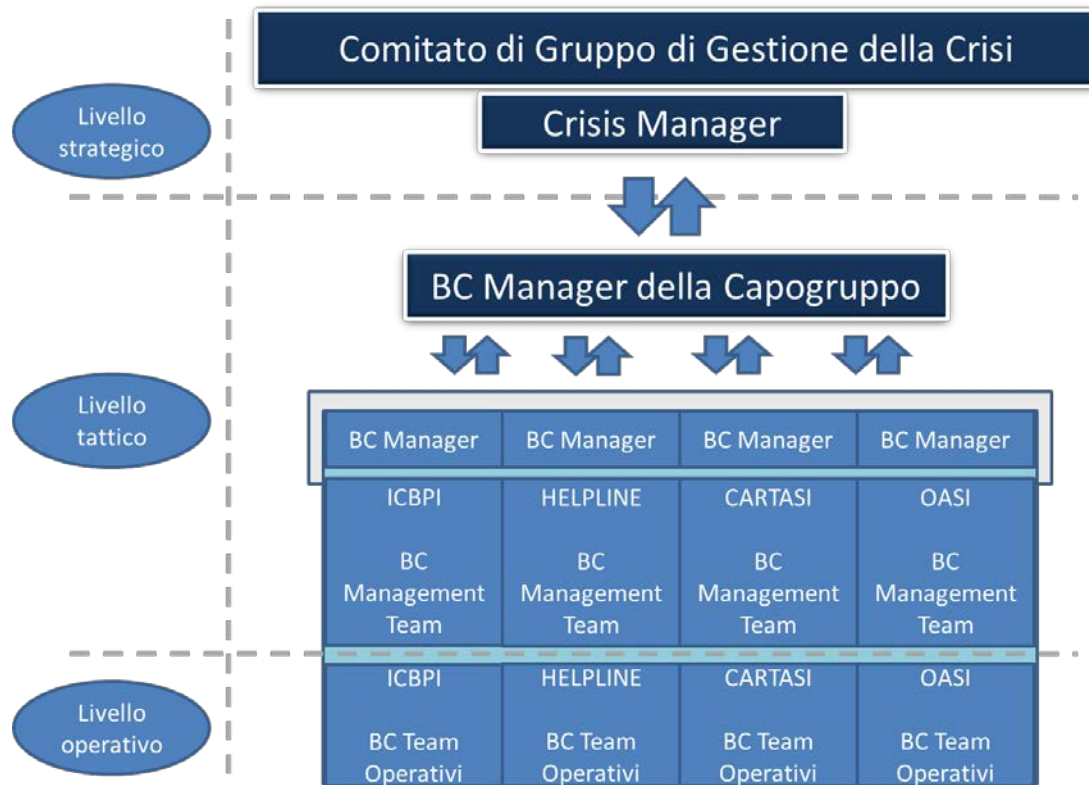 Comitato di Gruppo di Gestione della Crisi
Livello
strategico
Crisis Manager
BC Manager della Capogruppo
Livello
tattico
BC Manager
BC Manager
BC Manager
BC Manager
ICBPI
HELPLINE
CARTASI
OASI
BC
Management
Team
BC
Management
Team
BC
Management
Team
BC
Management
Team
Livello
operativo
ICBPI
HELPLINE
CARTASI
OASI
BC Team
Operativi
BC Team
Operativi
BC Team
Operativi
BC Team
Operativi